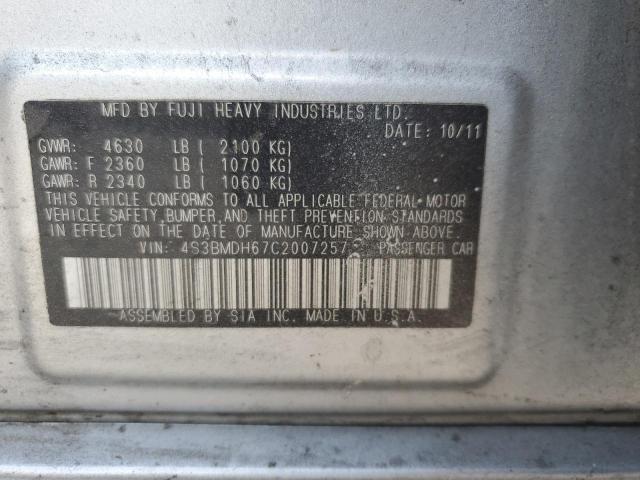 MFD BY FUJI HEAVY INDUSTRIES LTD.
DATE: 10/11
GVWR: 4630 LB ( 2100 KG)
GAWR: F 2360 LB ( 1070 KG)
GAWR: R 2340 LB ( 1060 KG)
THIS VEHICLE CONFORMS TO ALL APPLICABLE FEDERAL MOTOR
VEHICLE SAFETY, BUMPER, AND THEFT PREVENTION STANDARDS
IN EFFECT ON THE DATE OF MANUFACTURE SHOWN ABOVE.
VIN: 4S3BMDH67C2007257 PASSENGER CAR
ASSEMBLED BY SIA INC. MADE IN U.S.A.